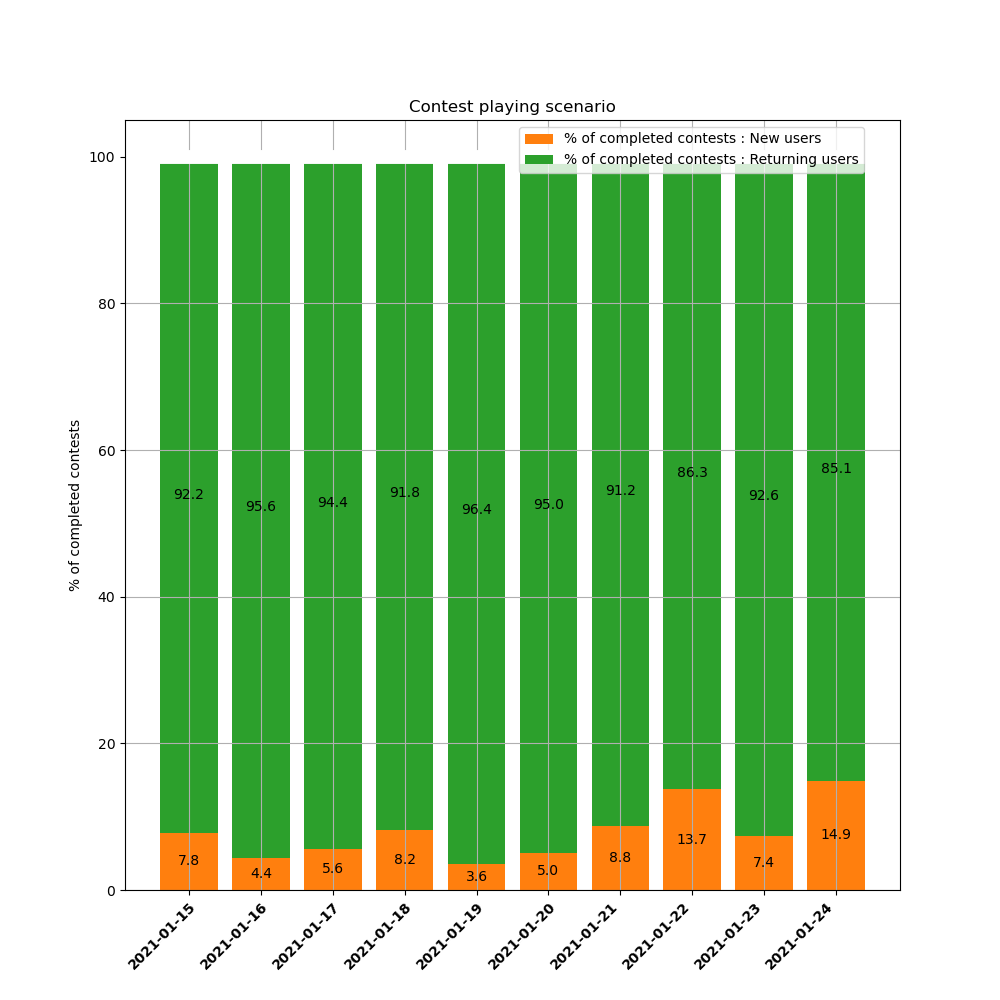 Contest playing scenario
% of completed contests : New users
% of completed contests : Returning users
% of completed contests
100
80
60
40
20
0
92.2 95.6 94.4 91.8 96.4 95.0 91.2 86.3 92.6 85.1
7.8 4.4 5.6 8.2 3.6 5.0 8.8 13.7 7.4 14.9
2021-01-15 2021-01-16 2021-01-17 2021-01-18 2021-01-19 2021-01-20 2021-01-21 2021-01-22 2021-01-23 2021-01-24